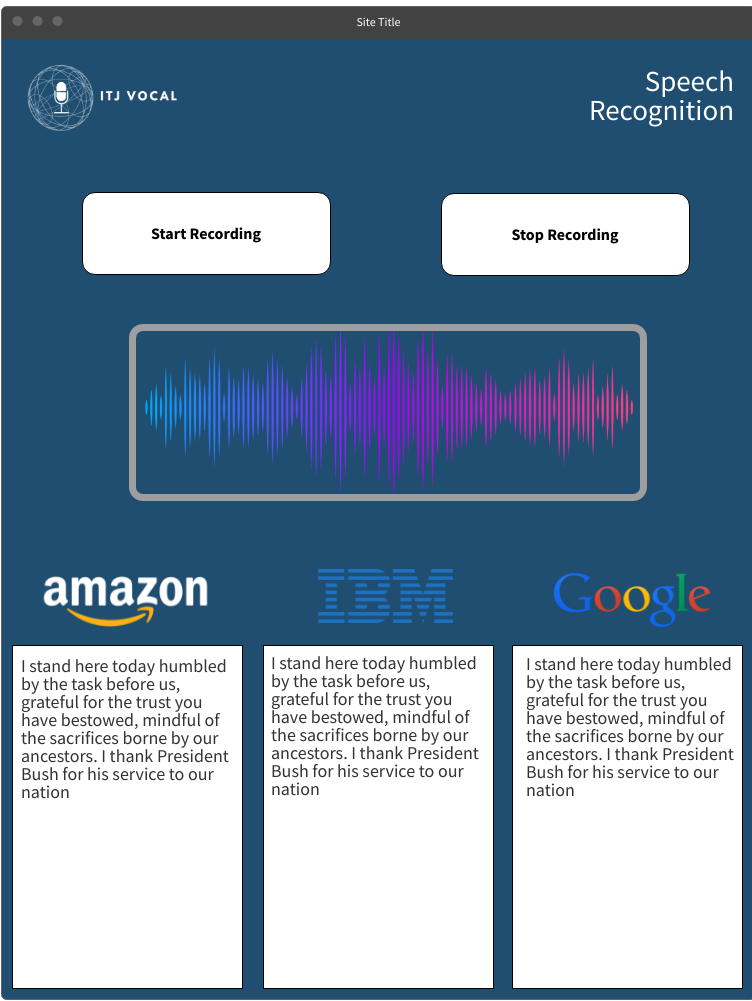 Site Title
ITJ VOCAL
Speech
Recognition
Start Recording
Stop Recording
amazon
IBM
Google
I stand here today humbled
by the task before us,
grateful for the trust you
have bestowed, mindful of
the sacrifices borne by our
ancestors. I thank President
Bush for his service to our
nation
I stand here today humbled
by the task before us,
grateful for the trust you
have bestowed, mindful of
the sacrifices borne by our
ancestors. I thank President
Bush for his service to our
nation
I stand here today humbled
by the task before us,
grateful for the trust you
have bestowed, mindful of
the sacrifices borne by our
ancestors. I thank President
Bush for his service to our
nation